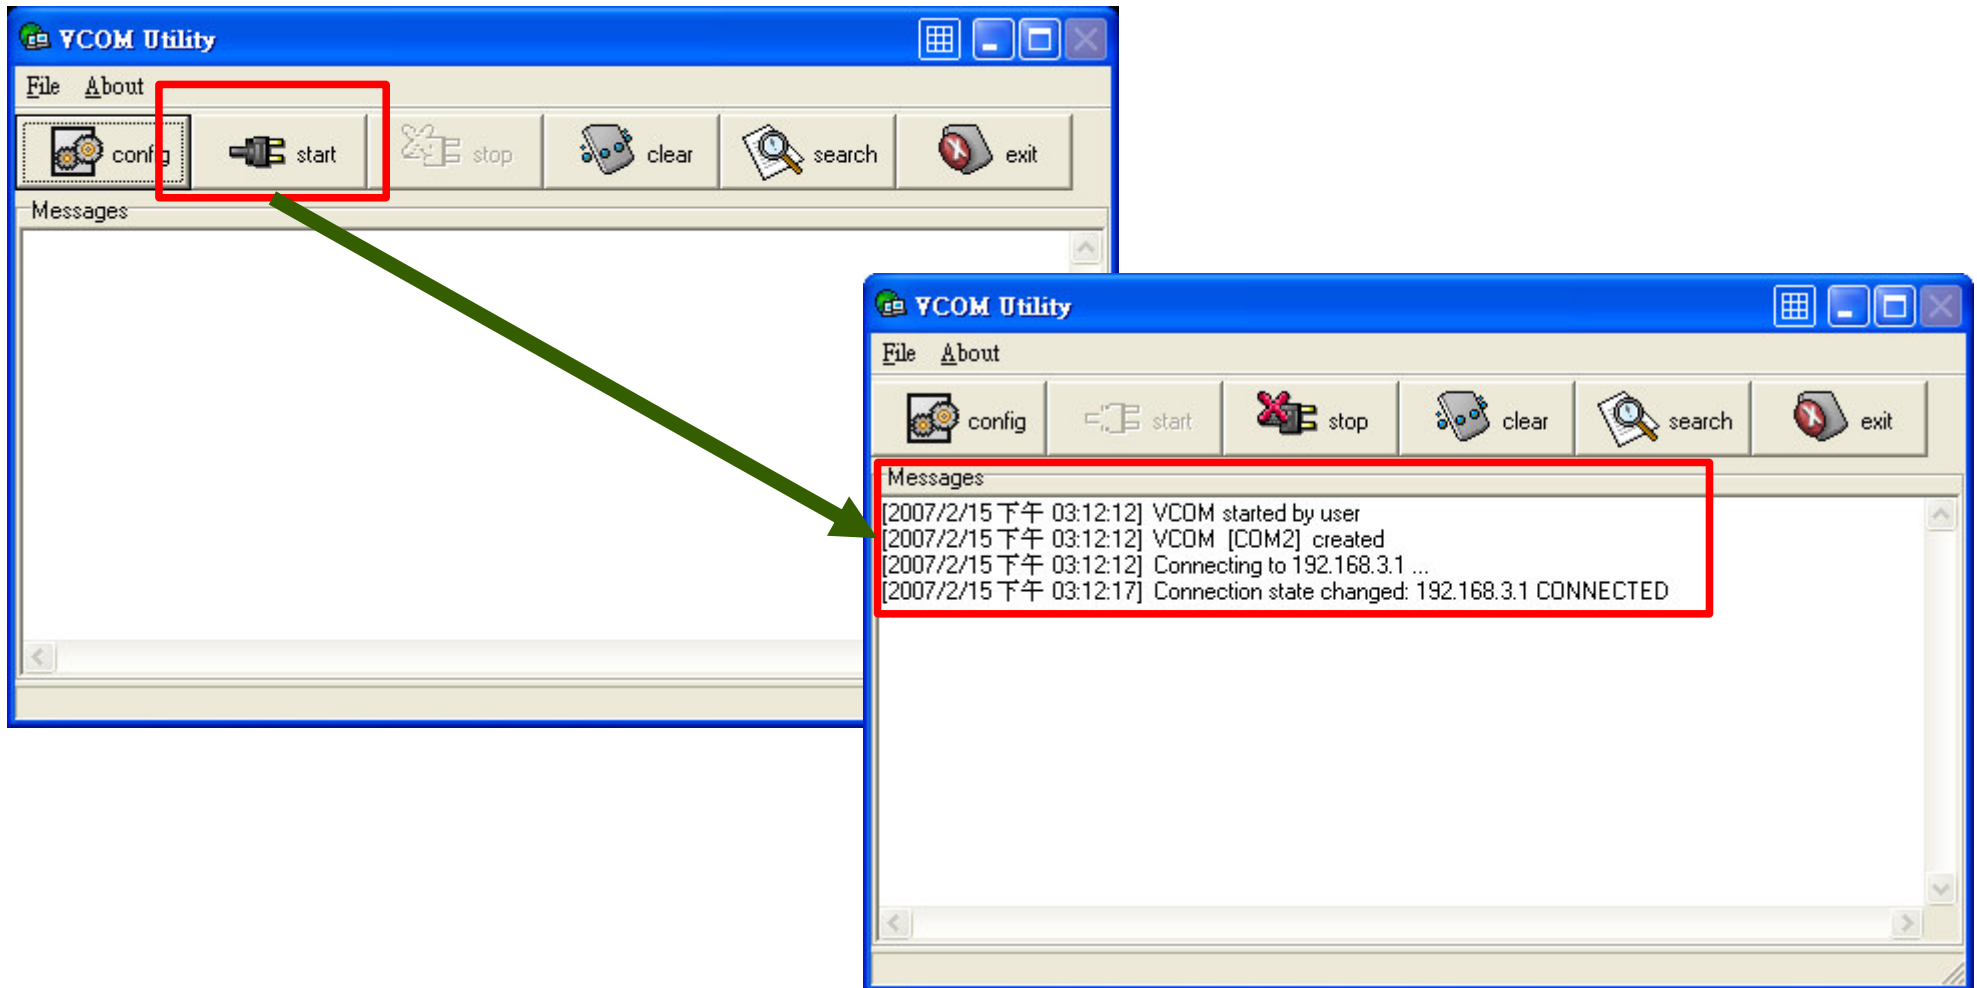 VCOM Utility
File About
config start stop clear search exit
Messages
VCOM Utility
File About
config start stop clear search exit
Messages
[2007/2/15 下午 03:12:12] VCOM started by user
[2007/2/15 下午 03:12:12] VCOM [COM2] created
[2007/2/15 下午 03:12:12] Connecting to 192.168.3.1 ...
[2007/2/15 下午 03:12:17] Connection state changed: 192.168.3.1 CONNECTED